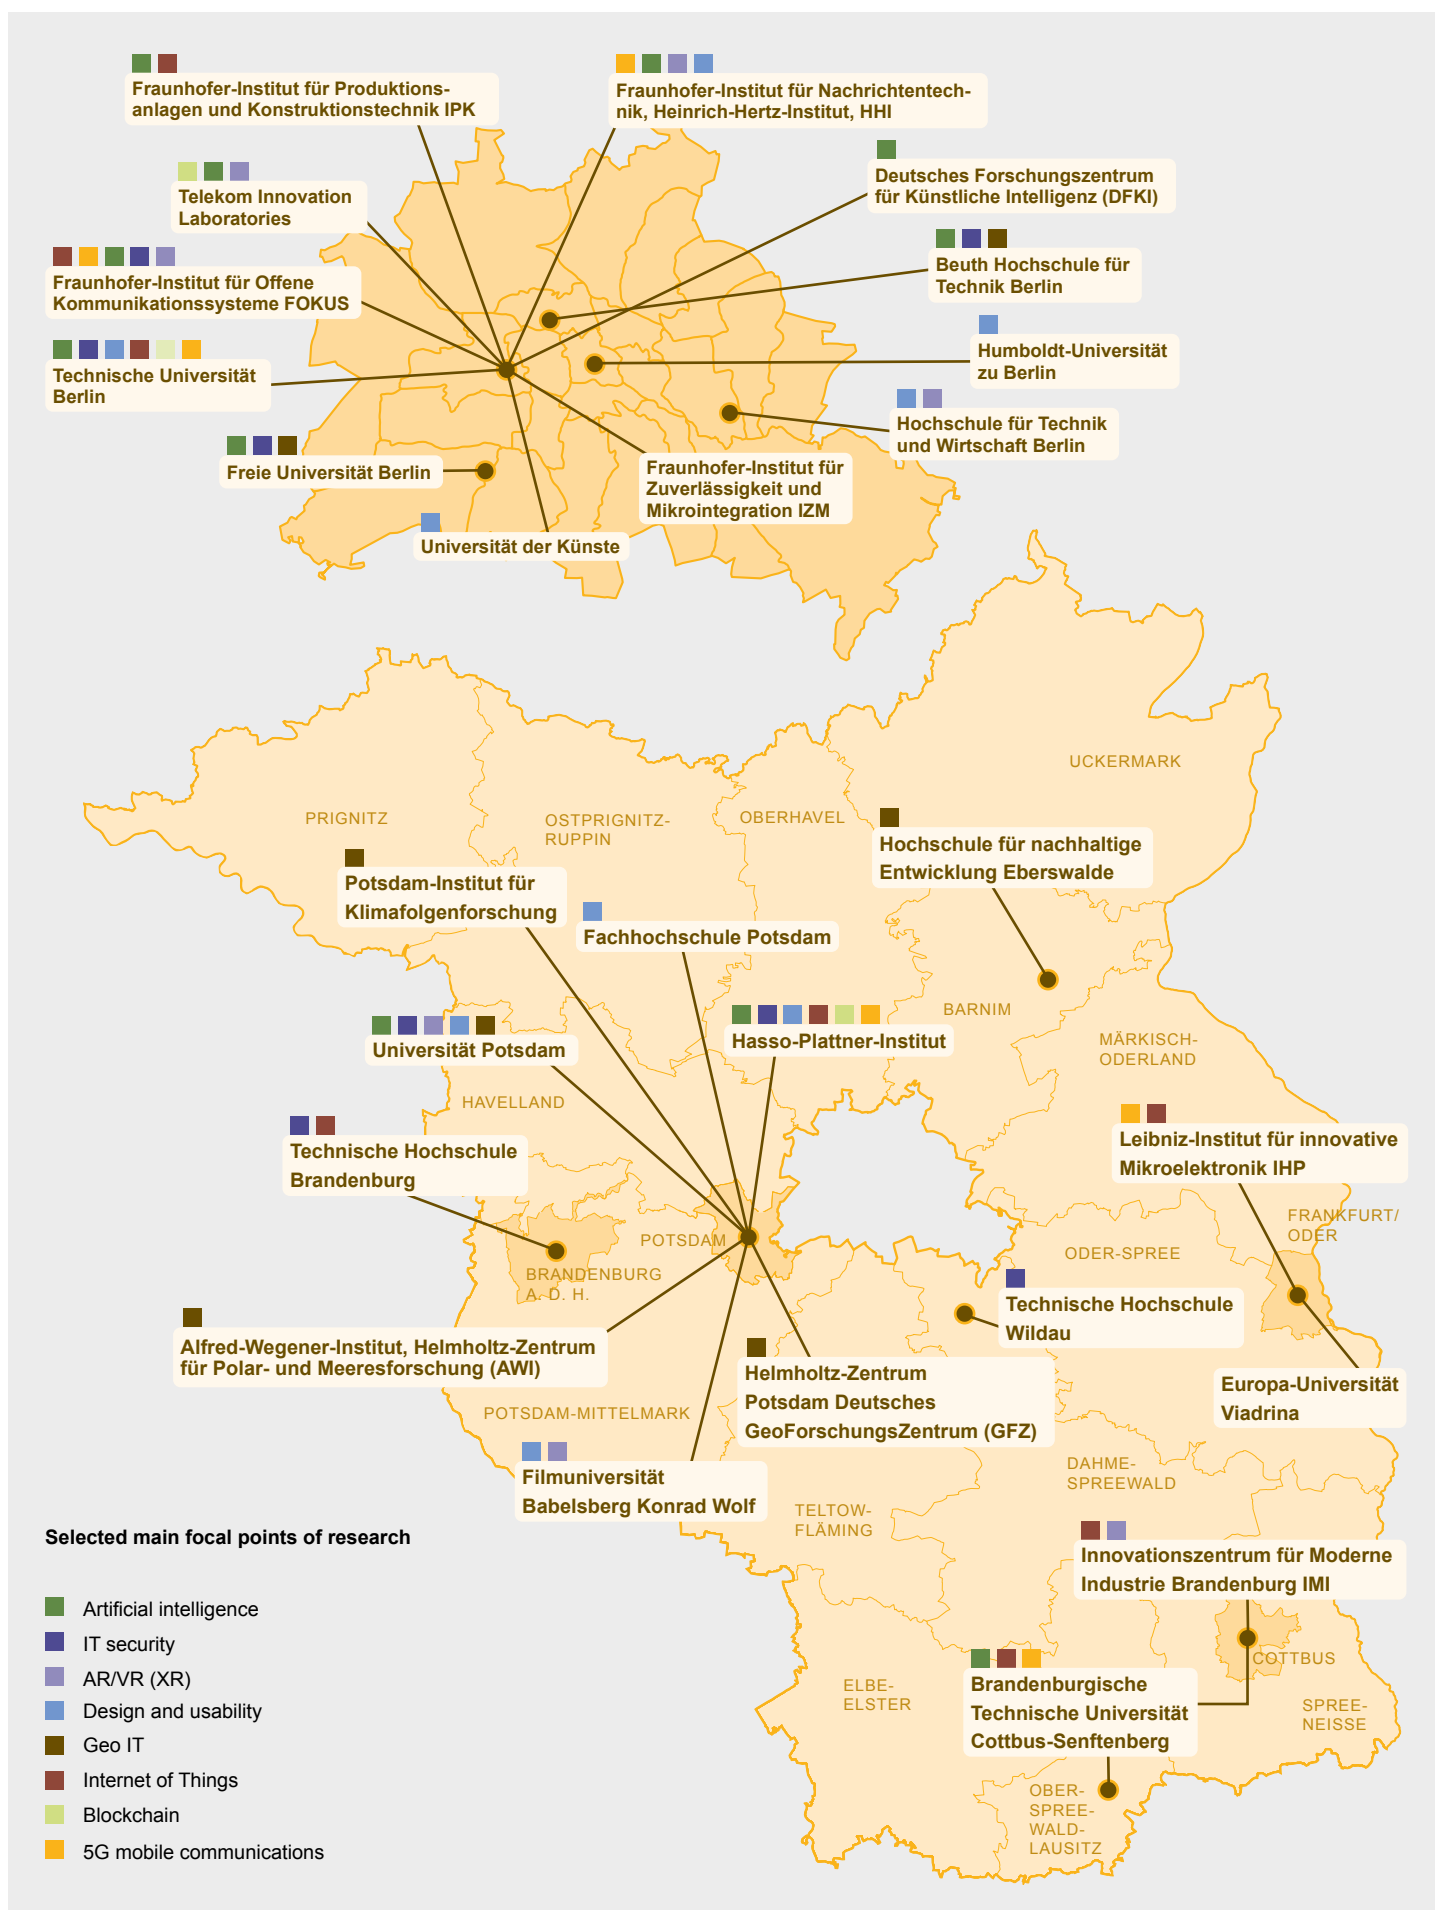 Fraunhofer-Institut für Produktions-
anlagen und Konstruktionstechnik IPK
Fraunhofer-Institut für Nachrichtentech-
nik, Heinrich-Hertz-Institut, HHI
Telekom Innovation
Laboratories
Deutsches Forschungszentrum
für Künstliche Intelligenz (DFKI)
Fraunhofer-Institut für Offene
Kommunikationssysteme FOKUS
Beuth Hochschule für
Technik Berlin
Technische Universität
Berlin
Humboldt-Universität
zu Berlin
Hochschule für Technik
und Wirtschaft Berlin
Freie Universität Berlin
Fraunhofer-Institut für
Zuverlässigkeit und
Mikrointegration IZM
Universität der Künste
UCKERMARK
PRIGNITZ
OSTPRIGNITZ-
RUPPIN
OBERHAVEL
Hochschule für nachhaltige
Entwicklung Eberswalde
Potsdam-Institut für
Klimafolgenforschung
Fachhochschule Potsdam
BARNIM
Universität Potsdam
Hasso-Plattner-Institut
MÄRKISCH-
ODERLAND
HAVELLAND
Technische Hochschule
Brandenburg
Leibniz-Institut für innovative
Mikroelektronik IHP
FRANKFURT/
ODER
POTSDAM
ODER-SPREE
BRANDENBURG
A. D. H.
Technische Hochschule
Wildau
Alfred-Wegener-Institut, Helmholtz-Zentrum
für Polar- und Meeresforschung (AWI)
Helmholtz-Zentrum
Potsdam Deutsches
GeoForschungsZentrum (GFZ)
Europa-Universität
Viadrina
POTSDAM-MITTELMARK
Filmuniversität
Babelsberg Konrad Wolf
DAHME-
SPREEWALD
TELTOW-
FLÄMING
Innovationszentrum für Moderne
Industrie Brandenburg IMI
COTTBUS
ELBE-
ELSTER
Brandenburgische
Technische Universität
Cottbus-Senftenberg
SPREE-
NEISSE
OBER-
SPREE-
WALD-
LAUSITZ
Selected main focal points of research
Artificial intelligence
IT security
AR/VR (XR)
Design and usability
Geo IT
Internet of Things
Blockchain
5G mobile communications